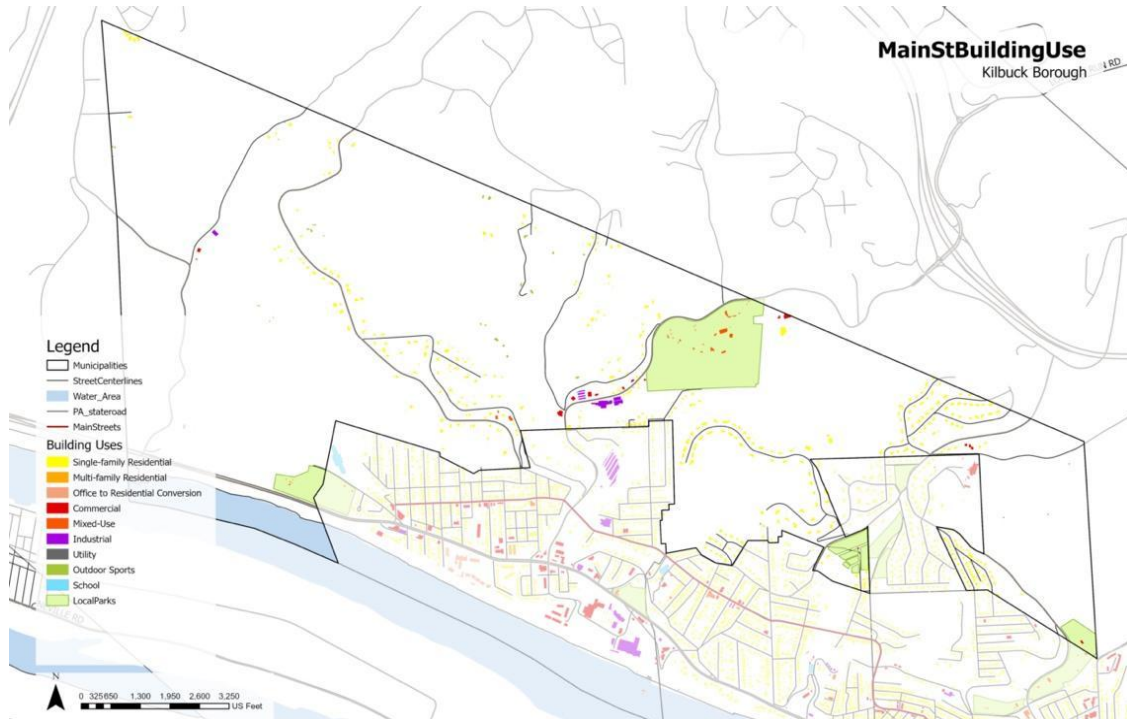 MainStBuildingUse
Kilbuck Borough
RD
Legend
Municipalities
StreetCenterlines
Water_Area
PA_stateroad
MainStreets
Building Uses
Single-family Residential
Multi-family Residential
Office to Residential Conversion
Commercial
Mixed-Use
Industrial
Utility
Outdoor Sports
School
LocalParks
RD
N
0 325 650 1,300 1,950 2,600 3,250
US Feet